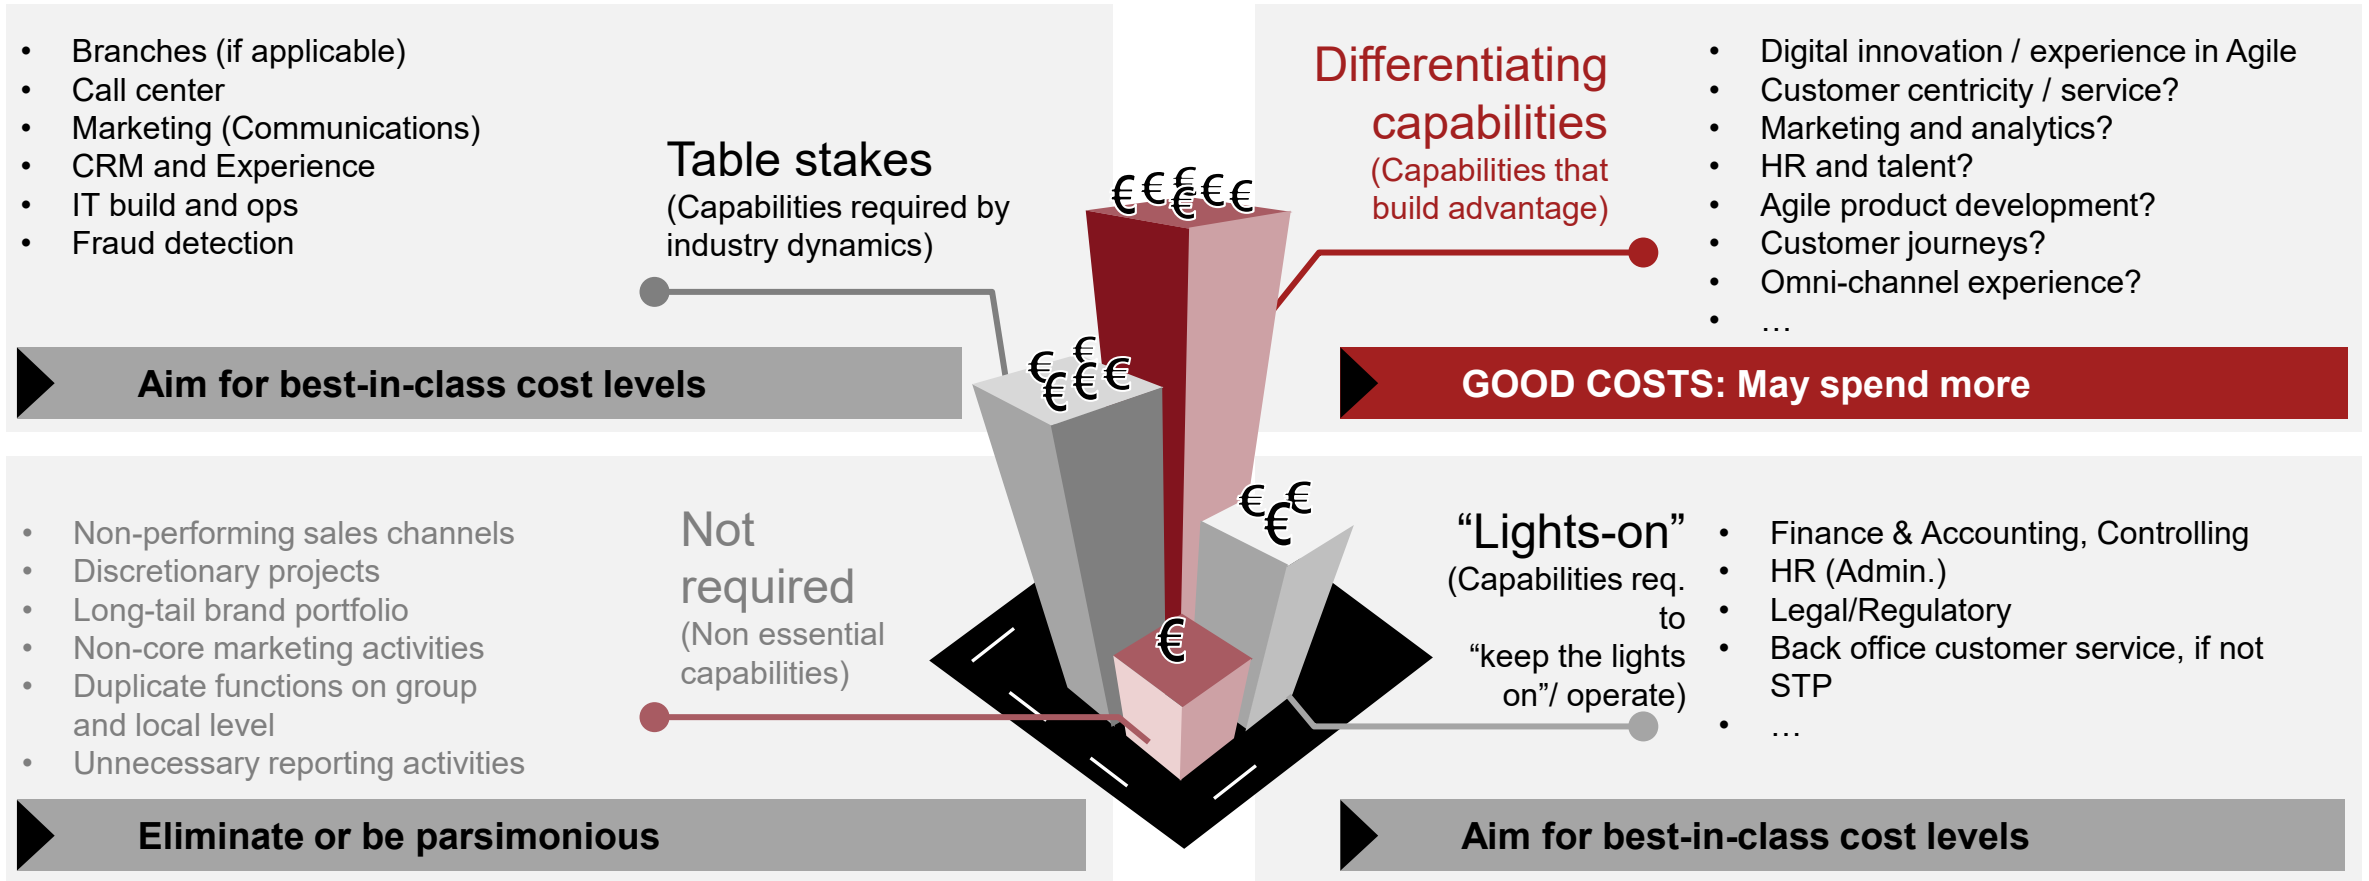 • Branches (if applicable)
• Call center
• Marketing (Communications)
• CRM and Experience
• IT build and ops
• Fraud detection
Table stakes
(Capabilities required by
industry dynamics)
Aim for best-in-class cost levels
Differentiating
capabilities
(Capabilities that
build advantage)
• Digital innovation / experience in Agile
• Customer centricity / service?
• Marketing and analytics?
• HR and talent?
• Agile product development?
• Customer journeys?
• Omni-channel experience?
• …
GOOD COSTS: May spend more
€ € € € € €
€ € € € €
€ € €
€
• Non-performing sales channels
• Discretionary projects
• Long-tail brand portfolio
• Non-core marketing activities
• Duplicate functions on group
and local level
• Unnecessary reporting activities
Not
required
(Non essential
capabilities)
Eliminate or be parsimonious
“Lights-on”
(Capabilities req.
to
“keep the lights
on”/ operate)
• Finance & Accounting, Controlling
• HR (Admin.)
• Legal/Regulatory
• Back office customer service, if not
STP
• …
Aim for best-in-class cost levels